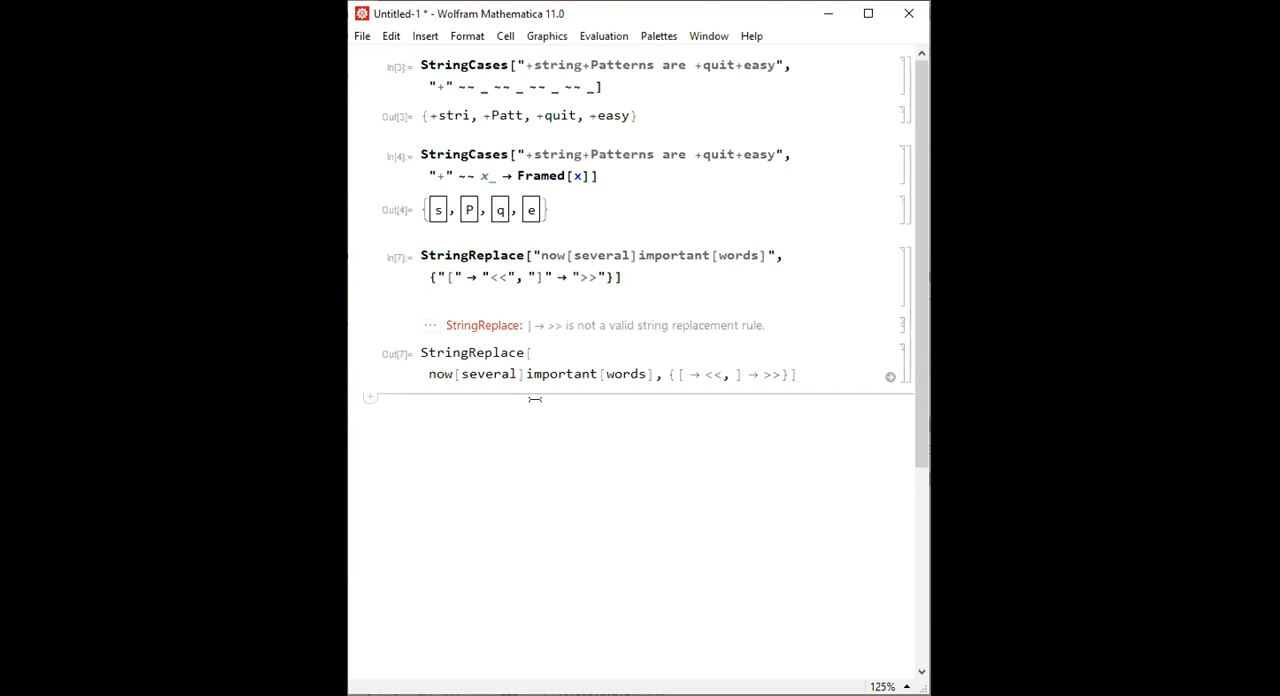 Untitled-1 * - Wolfram Mathematica 11.0
File Edit Insert Format Cell Graphics Evaluation Palettes Window Help
In[3]:= StringCases["+string+Patterns are +quit+easy",
"+" ~~ _ ~~ _ ~~ _ ~~ _]
Out[3]= {+stri, +Patt, +quit, +easy}
In[4]:= StringCases["+string+Patterns are +quit+easy",
"+" ~~ x_ → Framed[x]]
Out[4]= {s, P, q, e}
In[7]:= StringReplace["now[several]important[words]",
{"[" → "<<", "]" → ">>"}]
··· StringReplace: ] → >> is not a valid string replacement rule.
Out[7]= StringReplace[
now[several]important[words], {[ → <<, ] → >>}]
125%